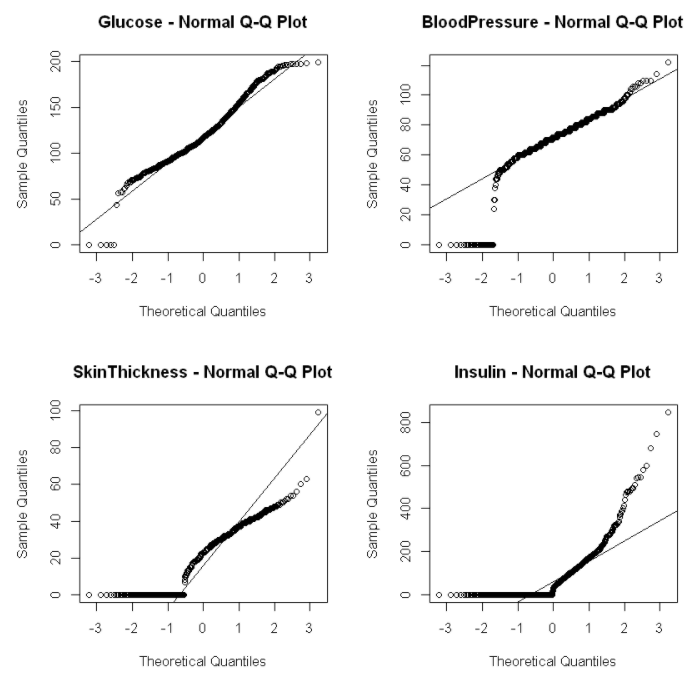 Glucose - Normal Q-Q Plot
200
150
100
50
0
Sample Quantiles
-3 -2 -1 0 1 2 3
Theoretical Quantiles
BloodPressure - Normal Q-Q Plot
100
80
60
40
20
0
Sample Quantiles
-3 -2 -1 0 1 2 3
Theoretical Quantiles
SkinThickness - Normal Q-Q Plot
100
80
60
40
20
0
Sample Quantiles
-3 -2 -1 0 1 2 3
Theoretical Quantiles
Insulin - Normal Q-Q Plot
800
600
400
200
0
Sample Quantiles
-3 -2 -1 0 1 2 3
Theoretical Quantiles